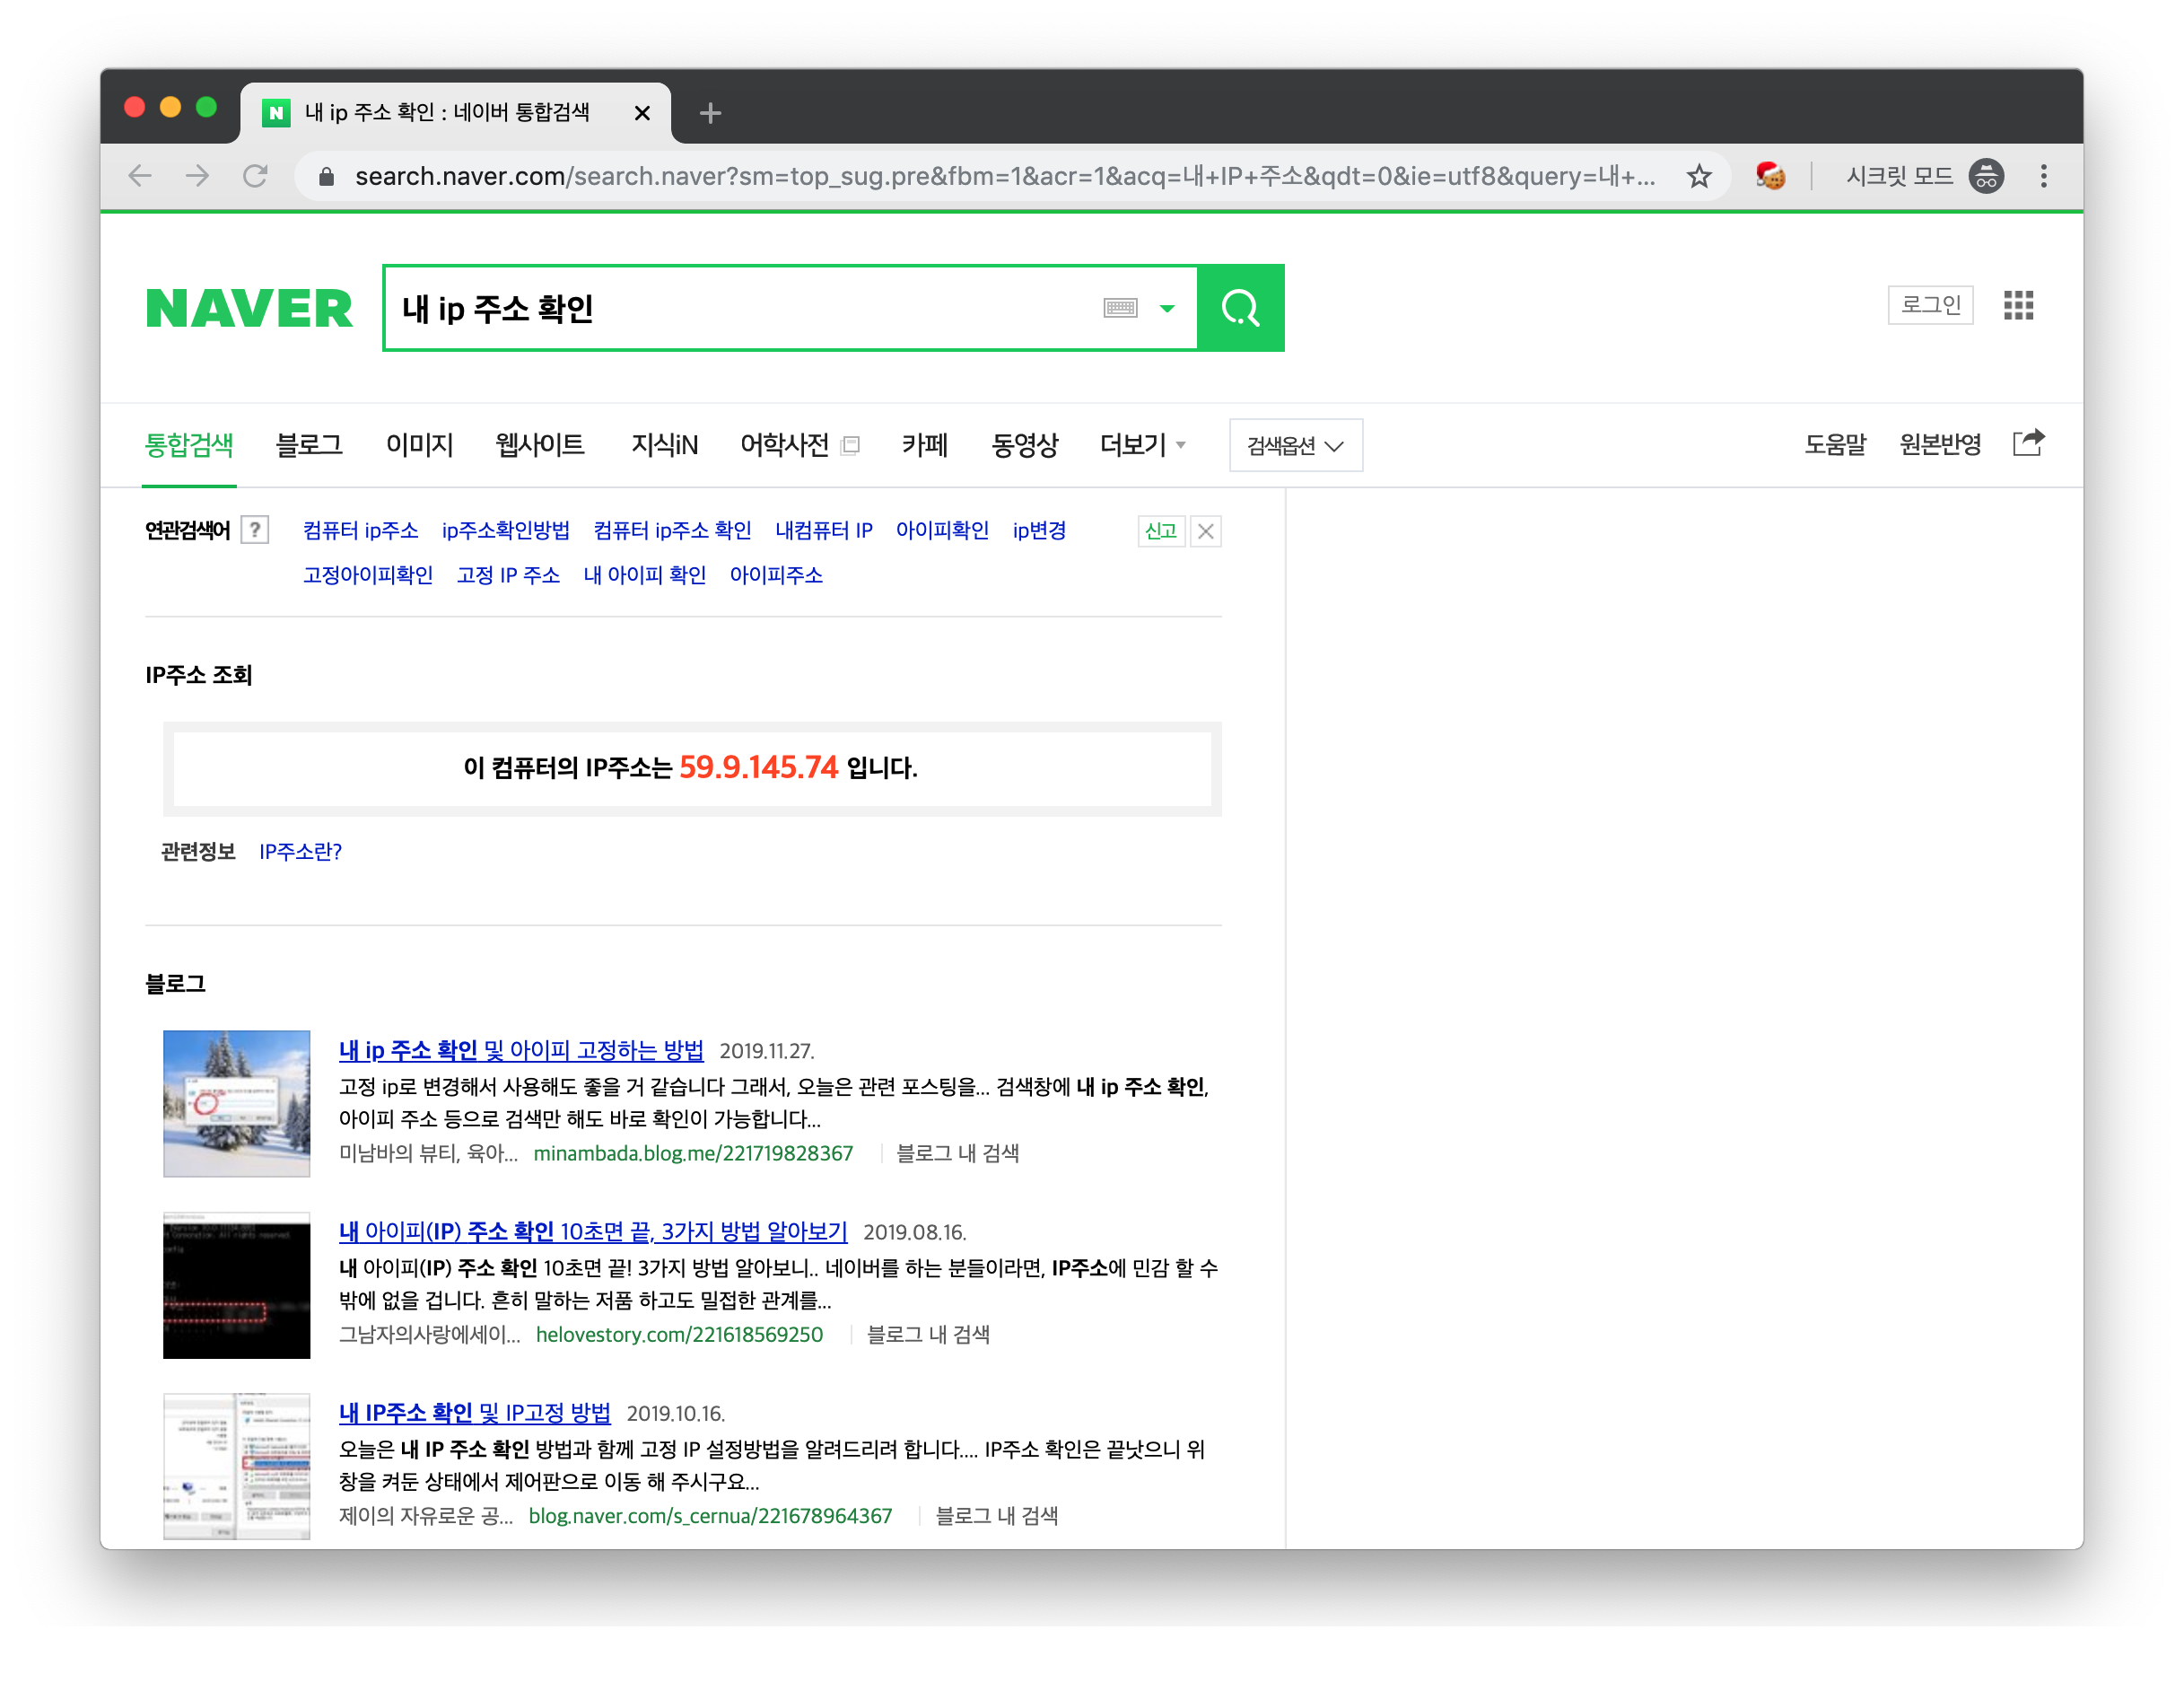 내 ip 주소 확인 : 네이버 통합검색
search.naver.com/search.naver?sm=top_sug.pre&fbm=1&acr=1&acq=내+IP+주소&qdt=0&ie=utf8&query=내+... 시크릿 모드
NAVER 내 ip 주소 확인 로그인
통합검색 블로그 이미지 웹사이트 지식iN 어학사전 카페 동영상 더보기 검색옵션 도움말 원본반영
연관검색어 ? 컴퓨터 ip주소 ip주소확인방법 컴퓨터 ip주소 확인 내컴퓨터 IP 아이피확인 ip변경 신고
고정아이피확인 고정 IP 주소 내 아이피 확인 아이피주소
IP주소 조회
이 컴퓨터의 IP주소는 59.9.145.74 입니다.
관련정보 IP주소란?
블로그
내 ip 주소 확인 및 아이피 고정하는 방법 2019.11.27.
고정 ip로 변경해서 사용해도 좋을 거 같습니다 그래서, 오늘은 관련 포스팅을... 검색창에 내 ip 주소 확인,
아이피 주소 등으로 검색만 해도 바로 확인이 가능합니다...
미남바의 뷰티, 육아... minambada.blog.me/221719828367 블로그 내 검색
내 아이피(IP) 주소 확인 10초면 끝, 3가지 방법 알아보기 2019.08.16.
내 아이피(IP) 주소 확인 10초면 끝! 3가지 방법 알아보니.. 네이버를 하는 분들이라면, IP주소에 민감 할 수
밖에 없을 겁니다. 흔히 말하는 저품 하고도 밀접한 관계를...
그남자의사랑에세이... helovestory.com/221618569250 블로그 내 검색
내 IP주소 확인 및 IP고정 방법 2019.10.16.
오늘은 내 IP 주소 확인 방법과 함께 고정 IP 설정방법을 알려드리려 합니다.... IP주소 확인은 끝낫으니 위
창을 켜둔 상태에서 제어판으로 이동 해 주시구요...
제이의 자유로운 공... blog.naver.com/s_cernua/221678964367 블로그 내 검색